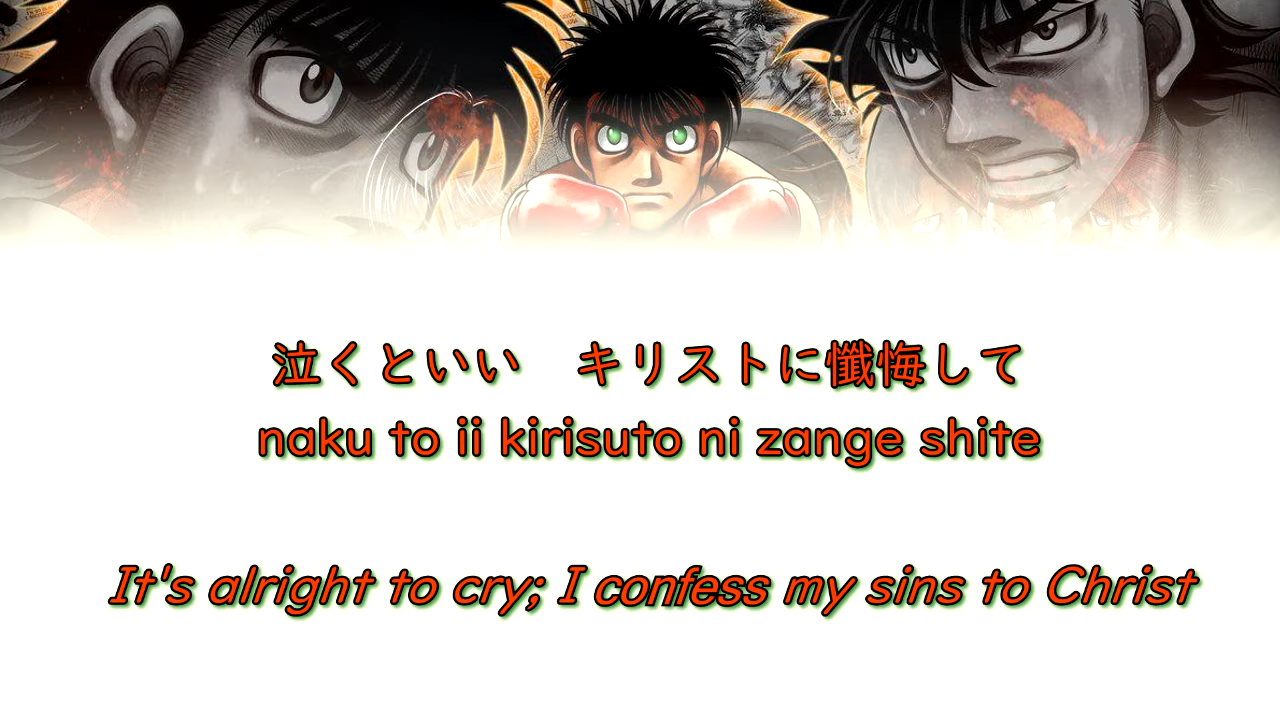 泣くといい　キリストに懺悔して
naku to ii kirisuto ni zange shite
It's alright to cry; I confess my sins to Christ